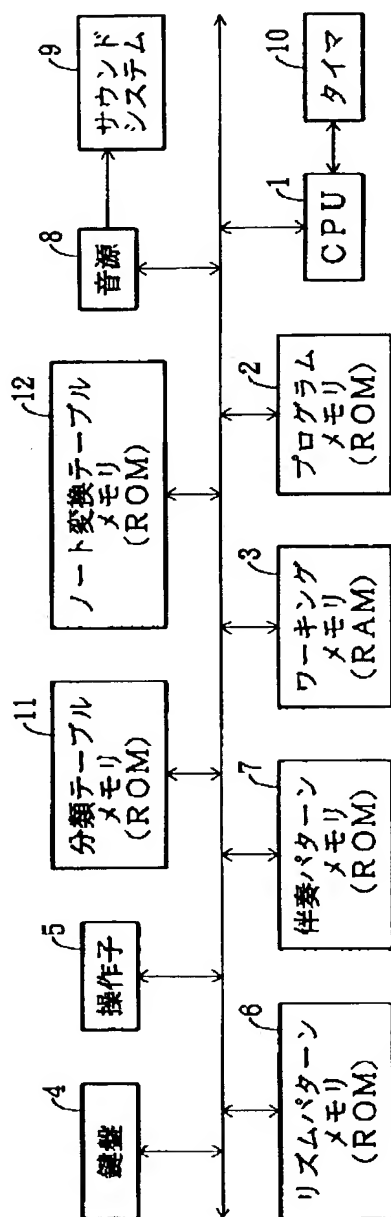 4
鍵盤
5
操作子
11
分類テーブル
メモリ
(ROM)
12
ノート変換テーブル
メモリ
(ROM)
8
音源
9
サウンド
システム
6
リズムパターン
メモリ
(ROM)
7
伴奏パターン
メモリ
(ROM)
3
ワーキング
メモリ
(RAM)
2
プログラム
メモリ
(ROM)
1
CPU
10
タイマ